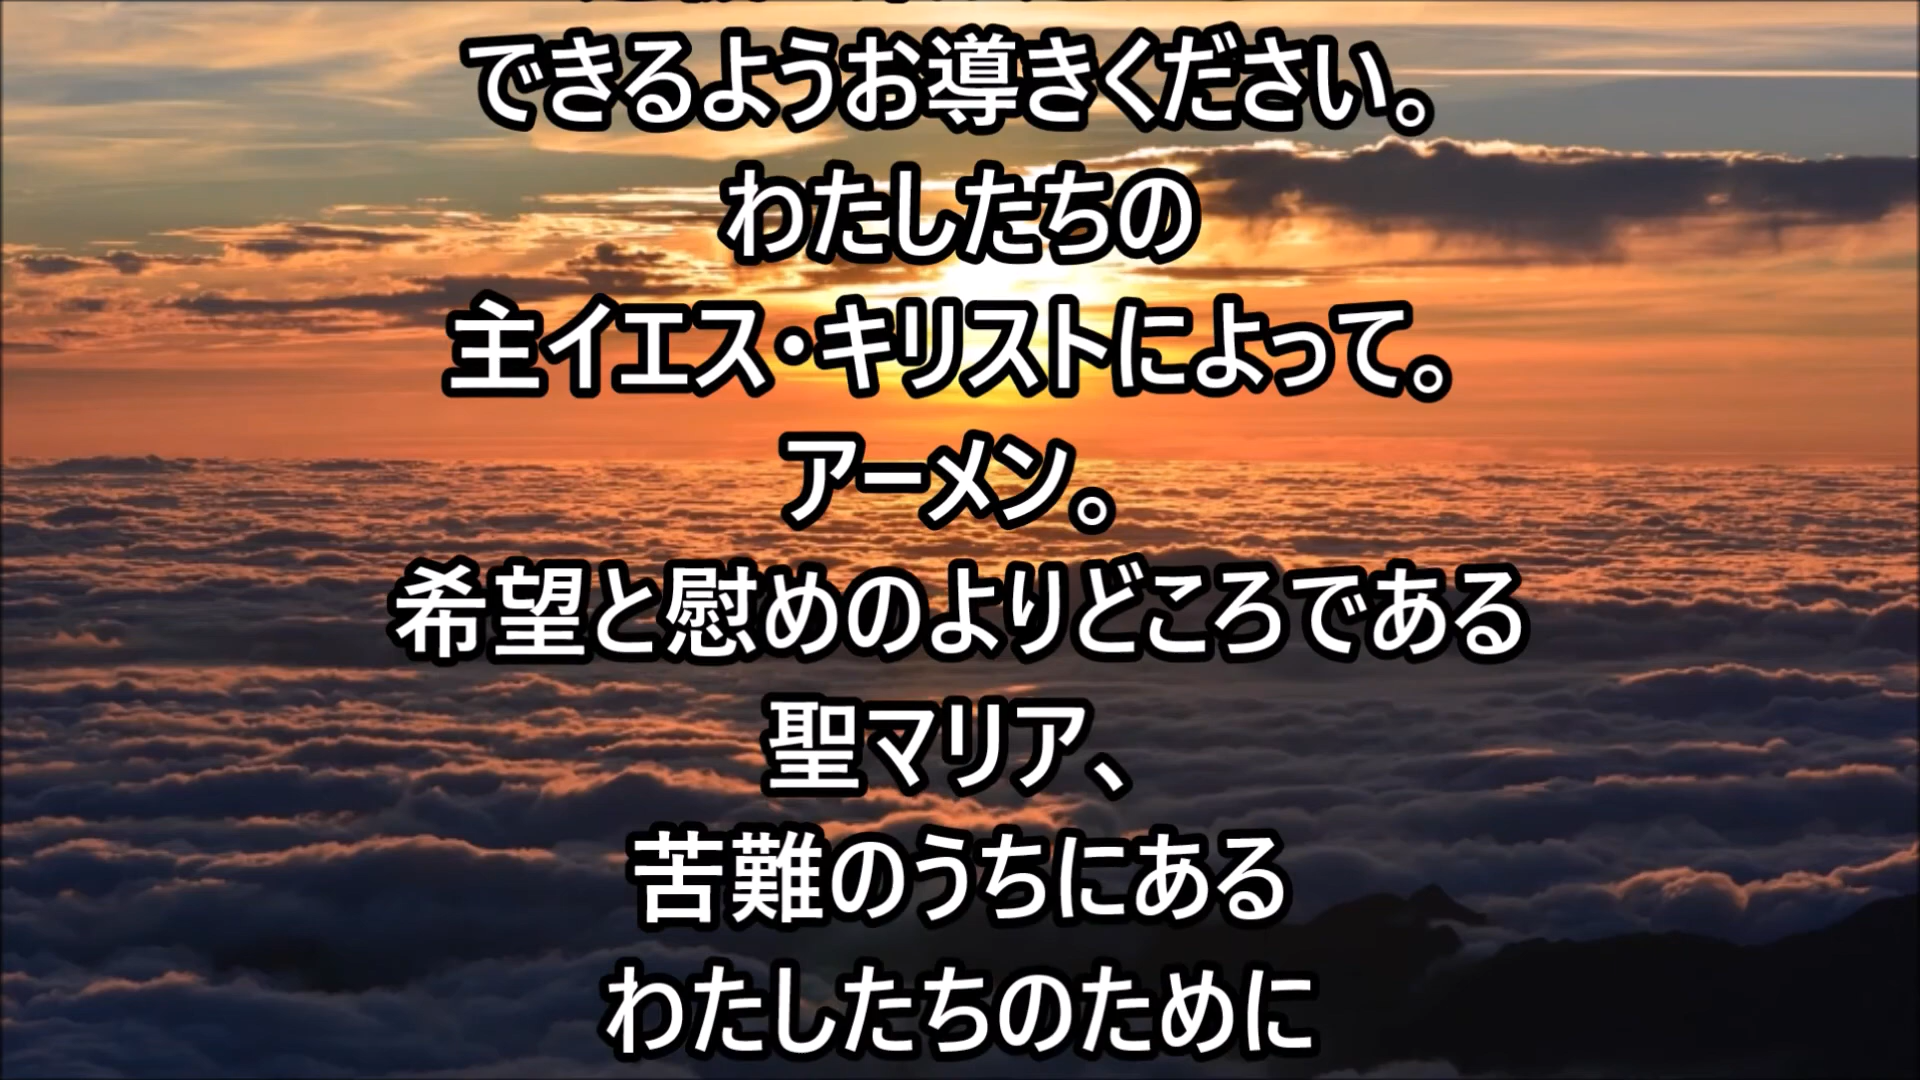 できるようお導きください。
わたしたちの
主イエス・キリストによって。
アーメン。
希望と慰めのよりどころである
聖マリア、
苦難のうちにある
わたしたちのために